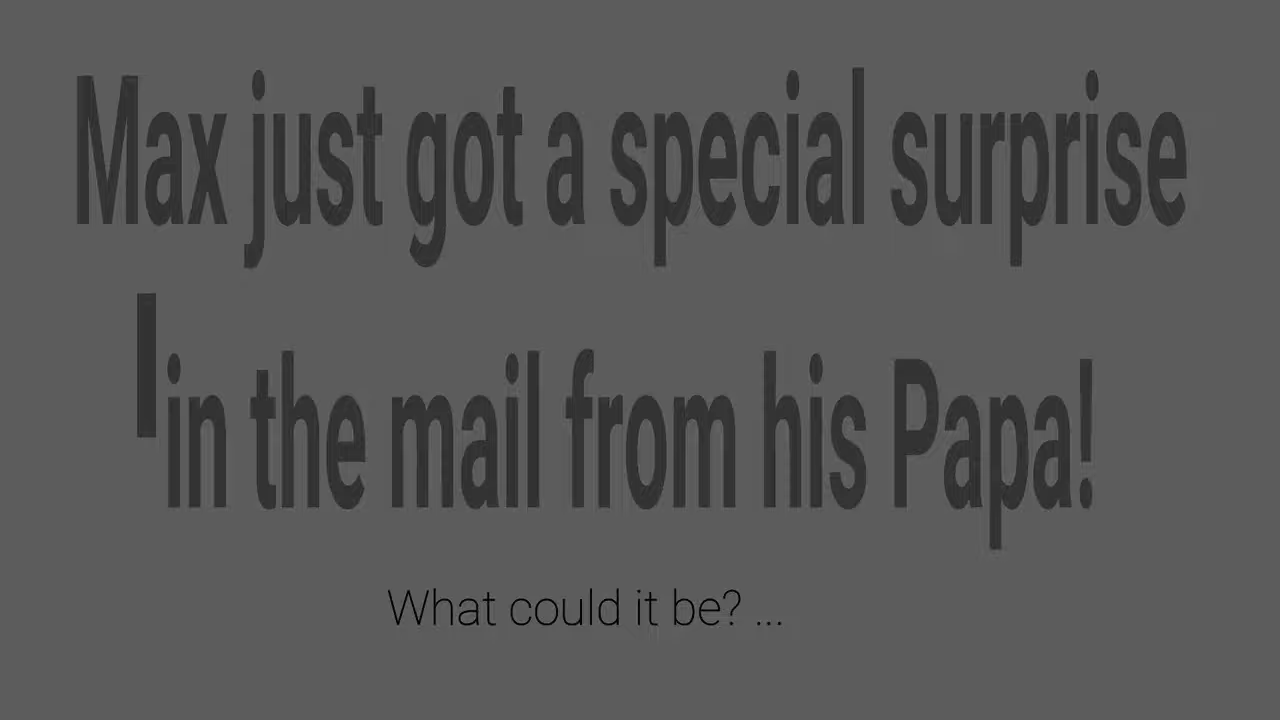 Max just got a special surprise
in the mail from his Papa!
What could it be? ...